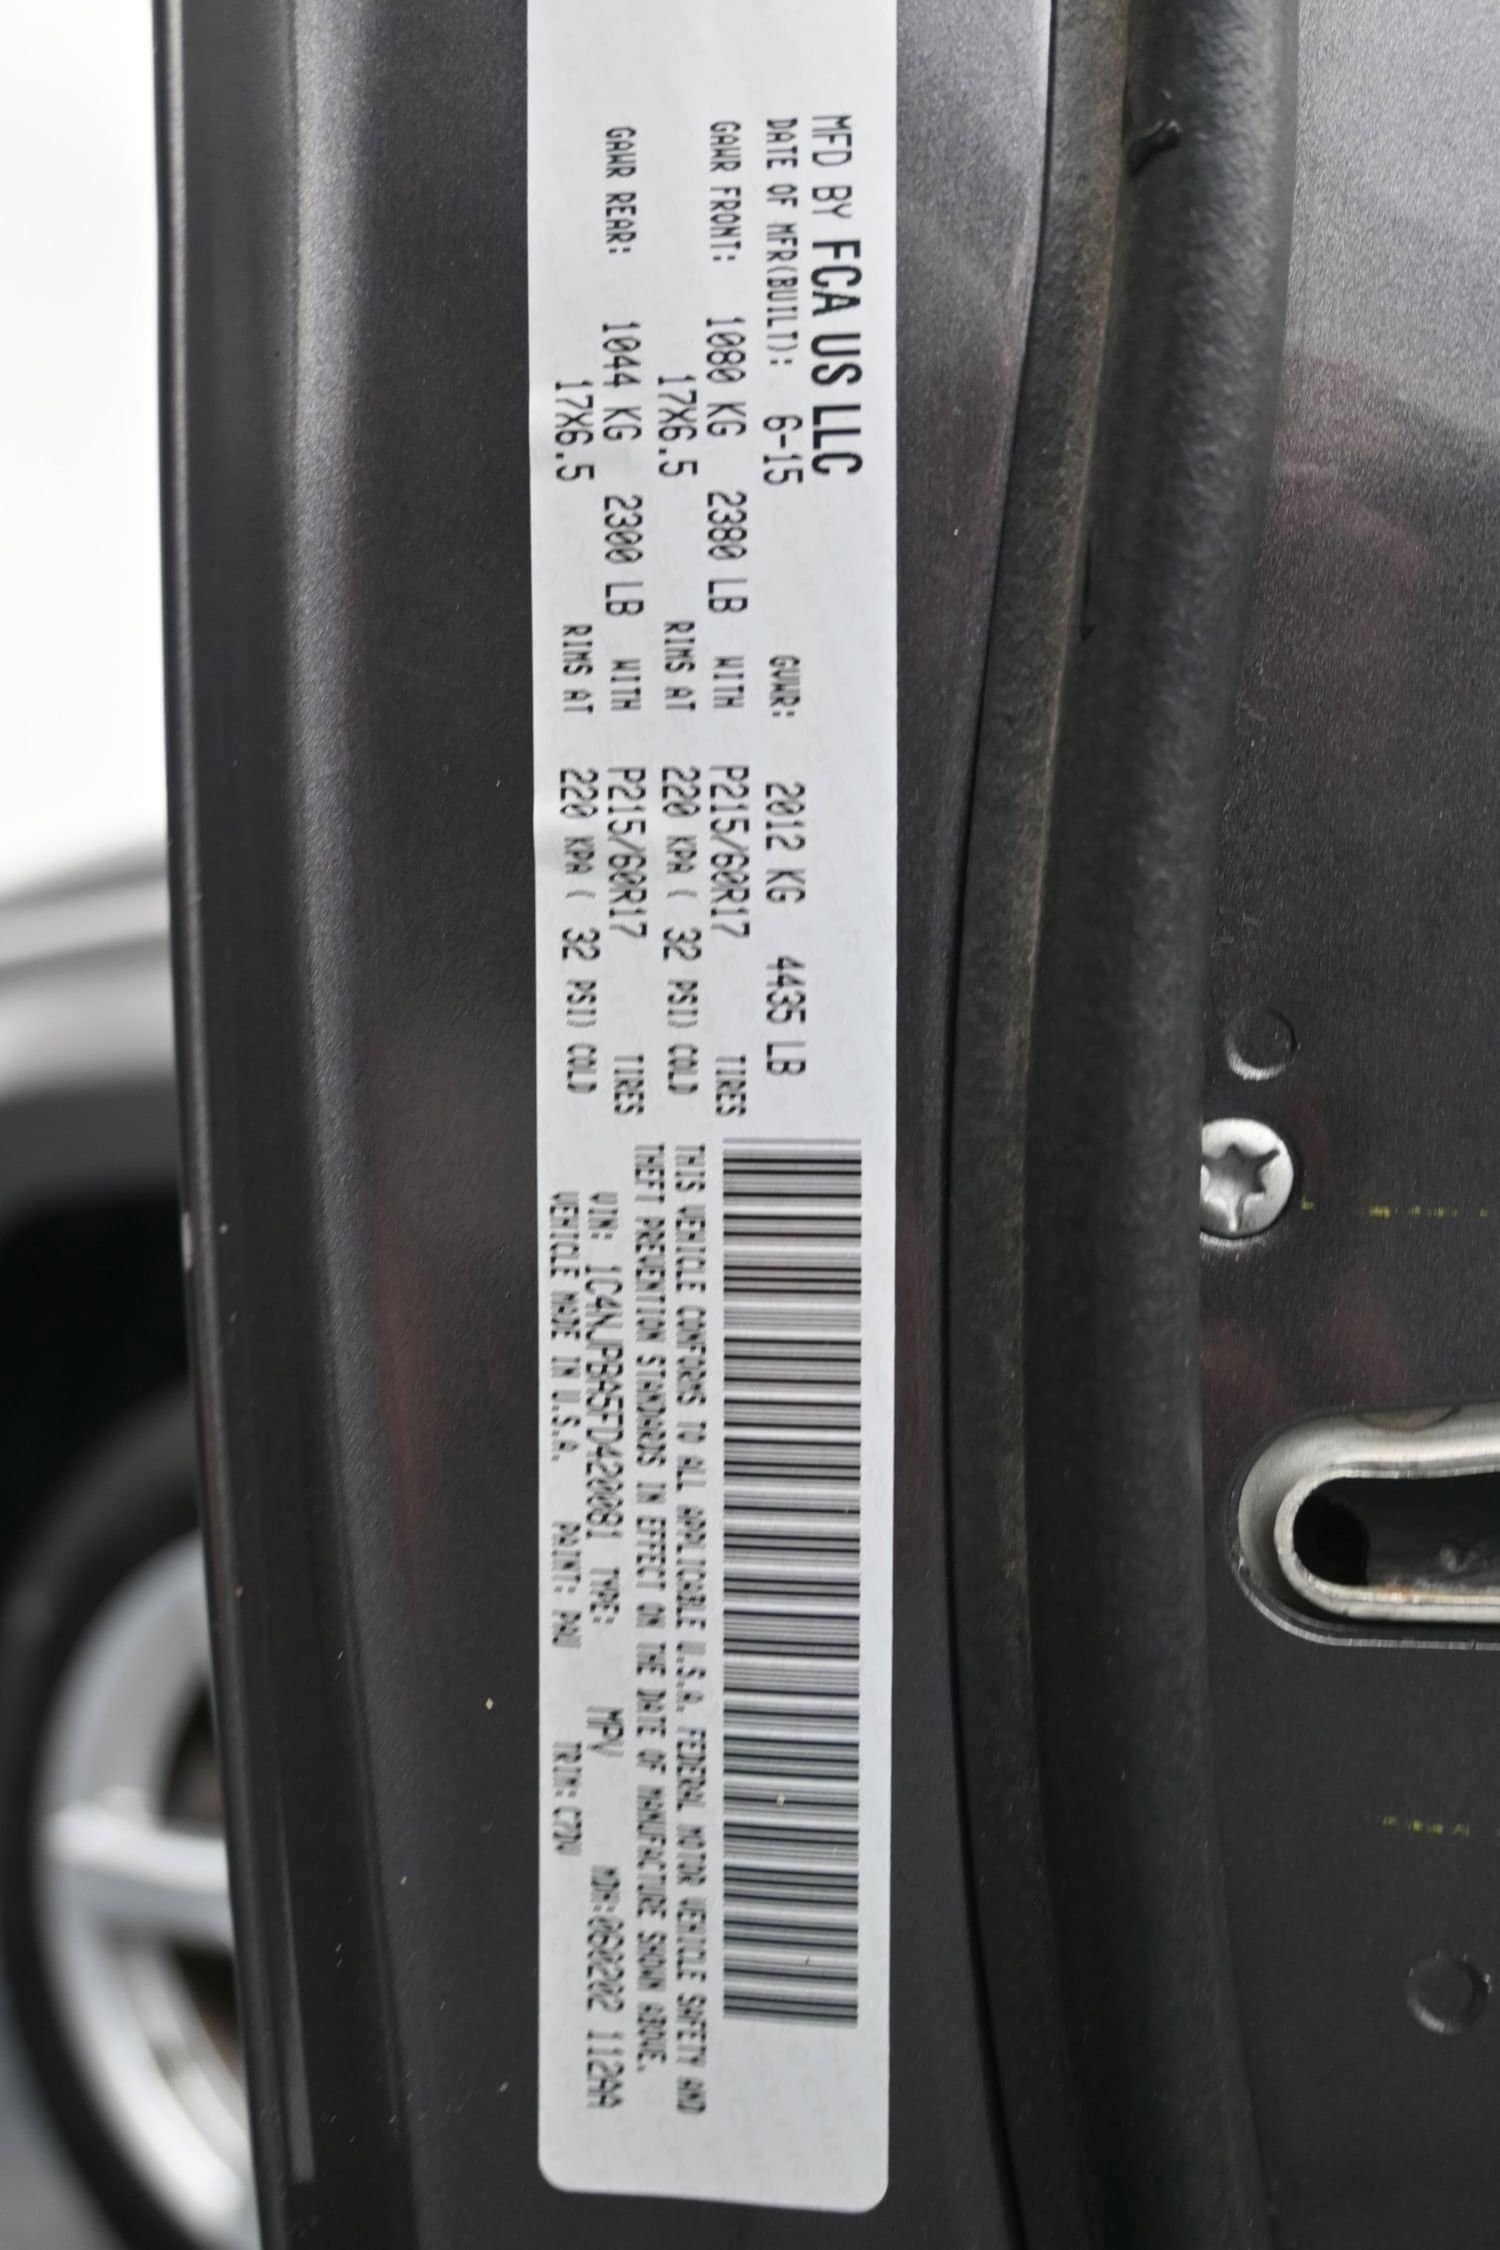 MFD BY FCA US LLC
DATE OF MFR(BUILT): 6-15 GVWR: 2012 KG 4435 LB
GAWR FRONT: 1080 KG 2380 LB WITH P215/60R17 TIRES
17X6.5 RIMS AT 220 KPA ( 32 PSI) COLD
GAWR REAR: 1044 KG 2300 LB WITH P215/60R17 TIRES
17X6.5 RIMS AT 220 KPA ( 32 PSI) COLD
THIS VEHICLE CONFORMS TO ALL APPLICABLE U.S.A. FEDERAL MOTOR VEHICLE SAFETY AND
THEFT PREVENTION STANDARDS IN EFFECT ON THE DATE OF MANUFACTURE SHOWN ABOVE.
VIN: 1C4NJPBA5FD420081 TYPE: MPV MDH:060202 112AA
VEHICLE MADE IN U.S.A. PAINT: PAU TRIM: